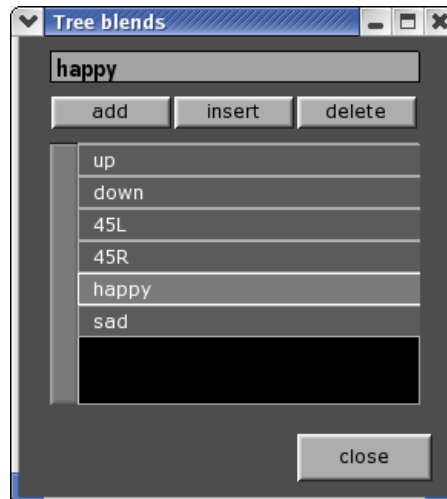 Tree blends
happy
add insert delete
up
down
45L
45R
happy
sad
close